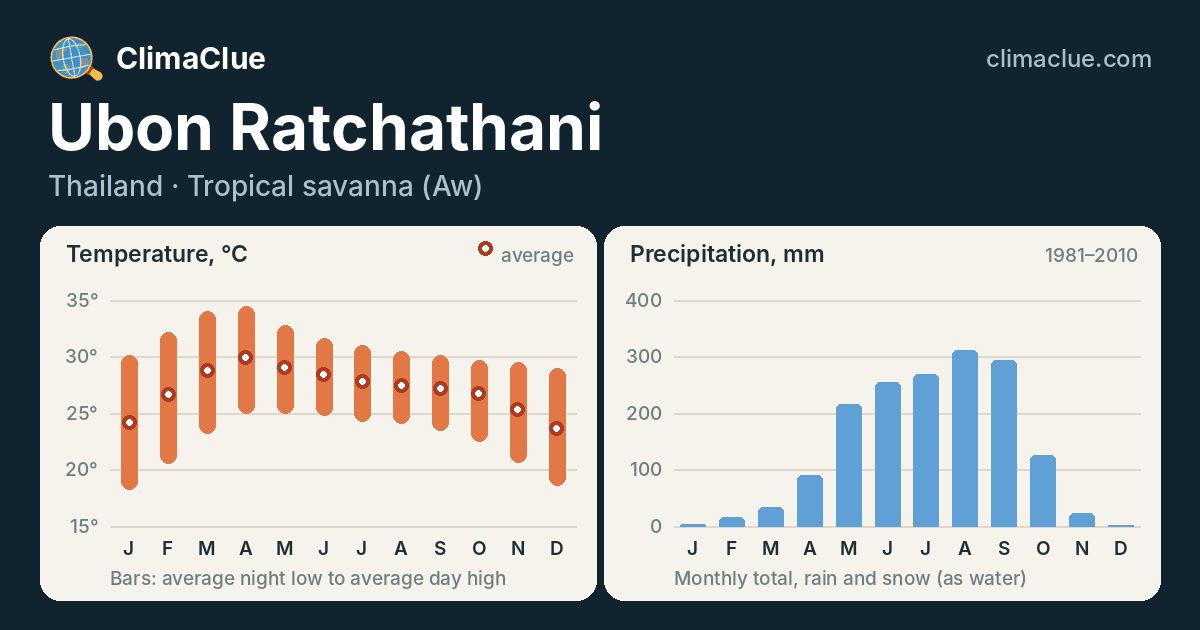 ClimaClue
climaclue.com
Ubon Ratchathani
Thailand · Tropical savanna (Aw)
Temperature, °C
average
35°
30°
25°
20°
15°
J F M A M J J A S O N D
Bars: average night low to average day high
Precipitation, mm
1981–2010
400
300
200
100
0
J F M A M J J A S O N D
Monthly total, rain and snow (as water)